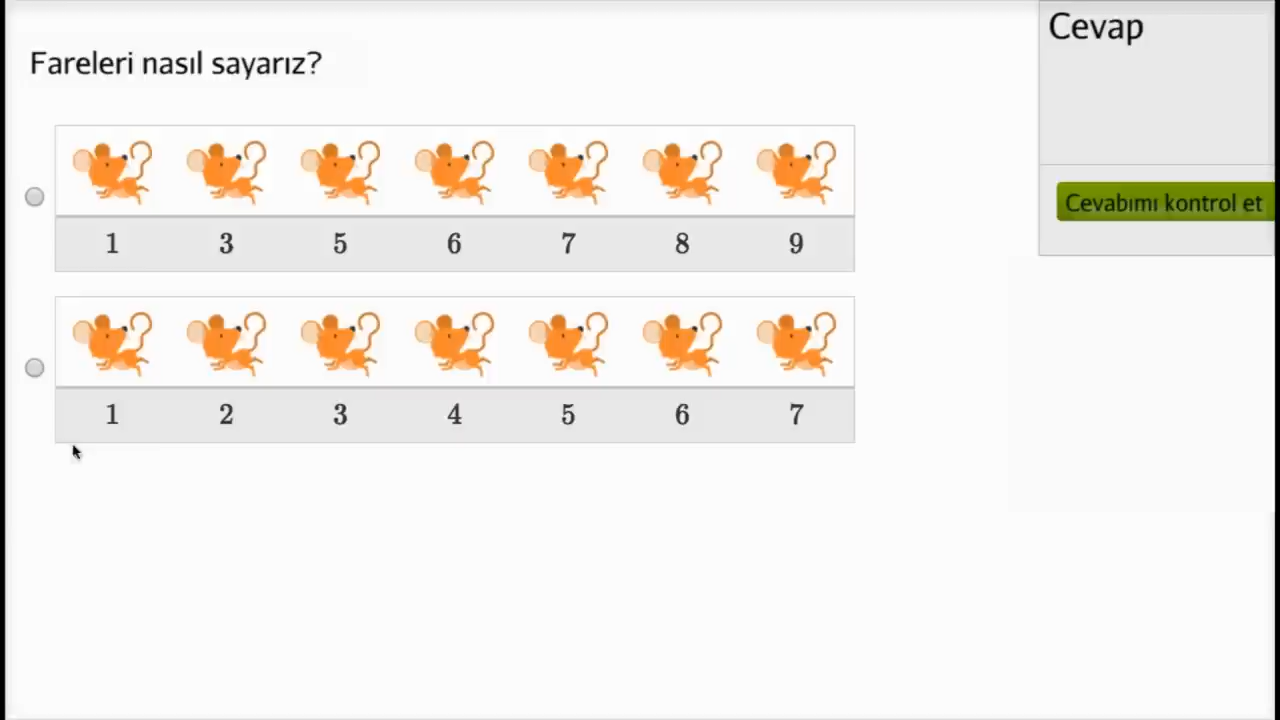 Fareleri nasıl sayarız?
1 3 5 6 7 8 9
1 2 3 4 5 6 7
Cevap
Cevabımı kontrol et